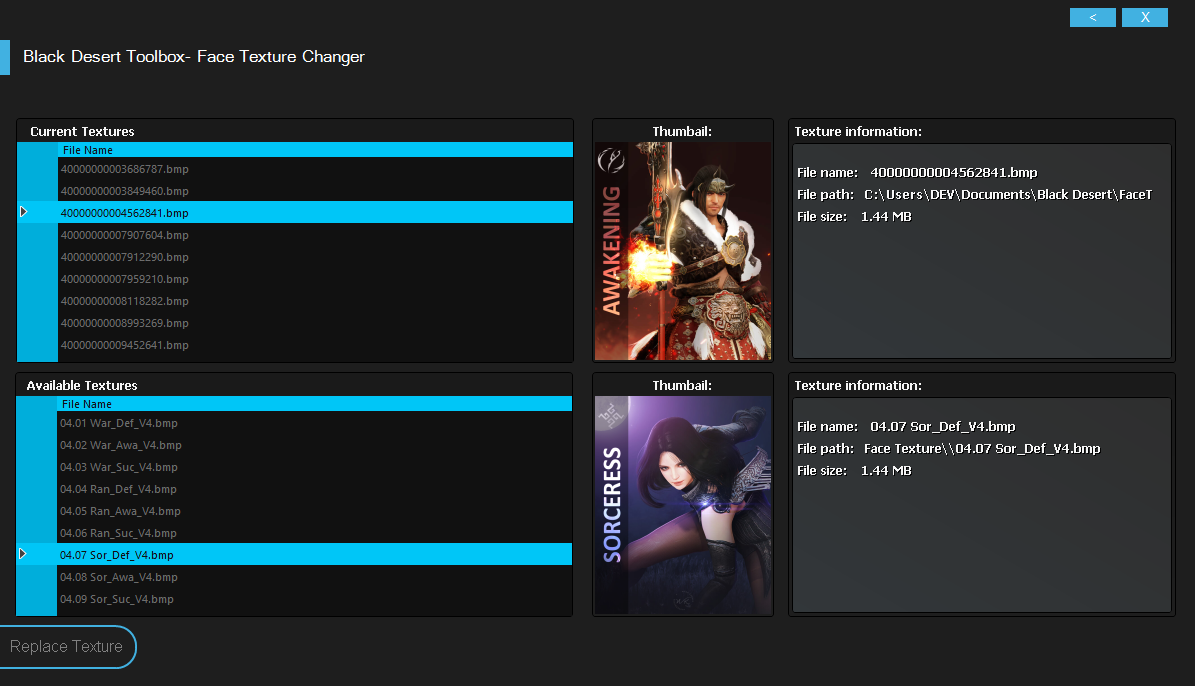 < X
Black Desert Toolbox- Face Texture Changer
Current Textures
File Name
40000000003686787.bmp
40000000003849460.bmp
40000000004562841.bmp
40000000007907604.bmp
40000000007912290.bmp
40000000007959210.bmp
40000000008118282.bmp
40000000008993269.bmp
40000000009452641.bmp
Thumbail:
AWAKENING
Texture information:
File name: 40000000004562841.bmp
File path: C:\Users\DEV\Documents\Black Desert\FaceT
File size: 1.44 MB
Available Textures
File Name
04.01 War_Def_V4.bmp
04.02 War_Awa_V4.bmp
04.03 War_Suc_V4.bmp
04.04 Ran_Def_V4.bmp
04.05 Ran_Awa_V4.bmp
04.06 Ran_Suc_V4.bmp
04.07 Sor_Def_V4.bmp
04.08 Sor_Awa_V4.bmp
04.09 Sor_Suc_V4.bmp
Thumbail:
SORCERESS
Texture information:
File name: 04.07 Sor_Def_V4.bmp
File path: Face Texture\\04.07 Sor_Def_V4.bmp
File size: 1.44 MB
Replace Texture